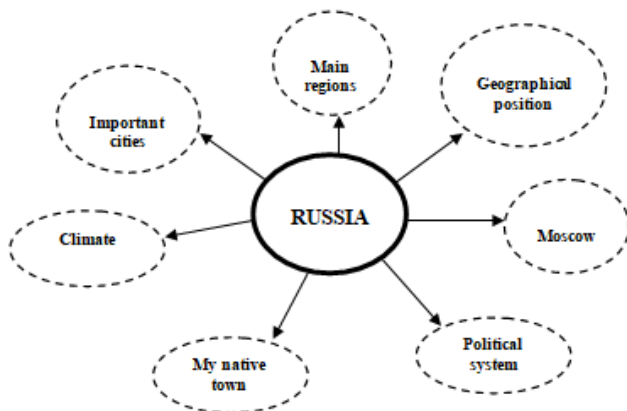 Main
regions
Geographical
position
Important
cities
RUSSIA
Climate
Moscow
Political
system
My native
town